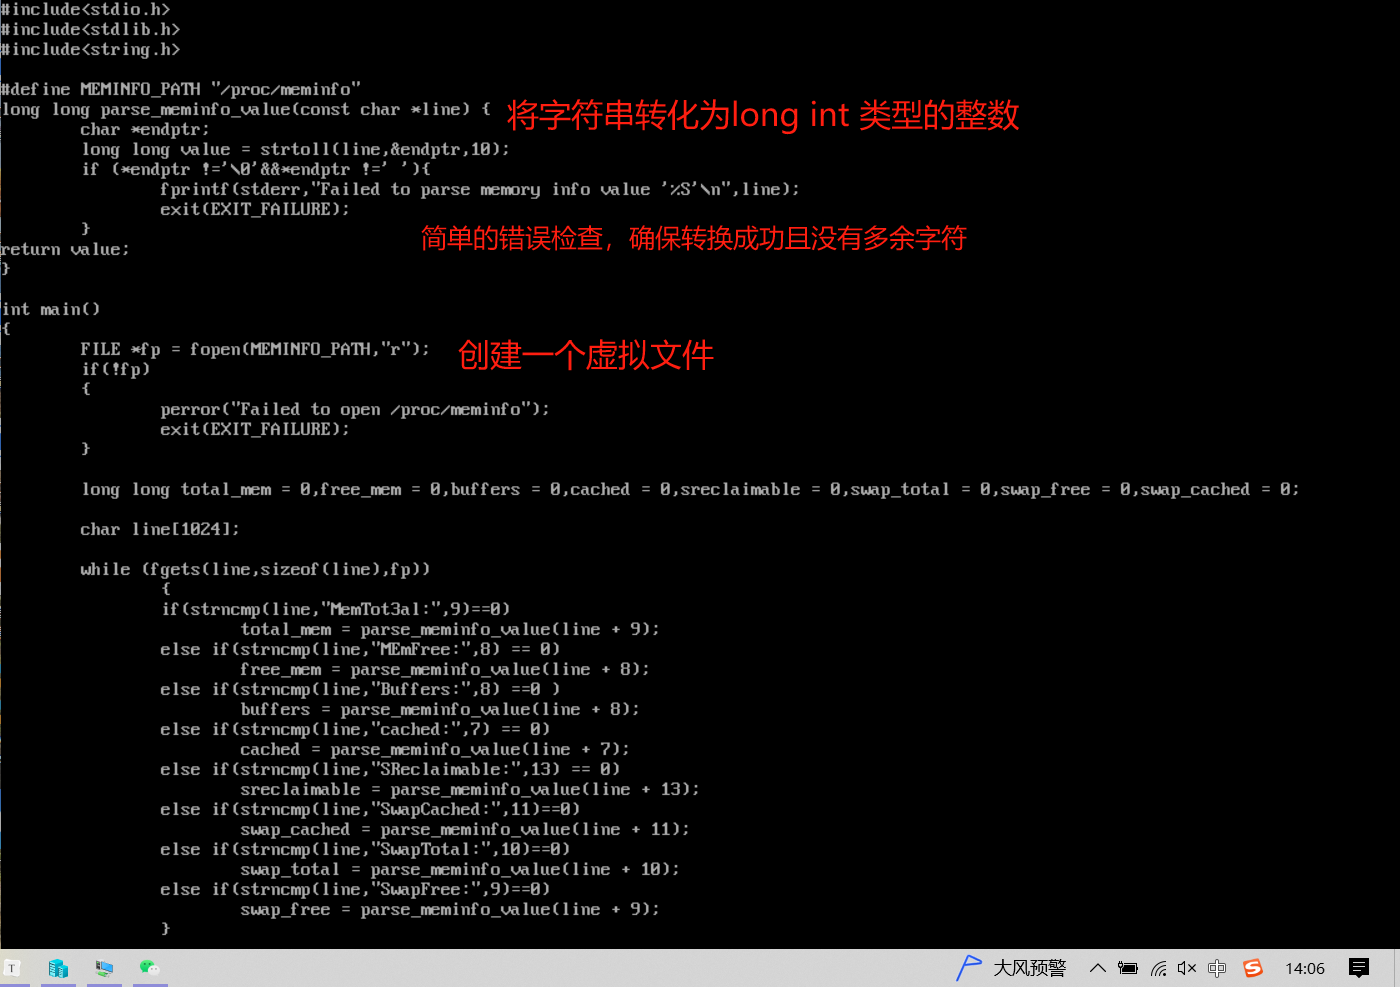 #include<stdio.h>
#include<stdlib.h>
#include<string.h>
#define MEMINFO_PATH "/proc/meminfo"
long long parse_meminfo_value(const char *line) {
将字符串转化为long int 类型的整数
char *endptr;
long long value = strtoll(line,&endptr,10);
if (*endptr !='\0'&&*endptr !=' '){
fprintf(stderr,"Failed to parse memory info value '%S'\n",line);
exit(EXIT_FAILURE);
}
简单的错误检查，确保转换成功且没有多余字符
return value;
}
int main()
{
FILE *fp = fopen(MEMINFO_PATH,"r");
创建一个虚拟文件
if(!fp)
{
perror("Failed to open /proc/meminfo");
exit(EXIT_FAILURE);
}
long long total_mem = 0,free_mem = 0,buffers = 0,cached = 0,sreclaimable = 0,swap_total = 0,swap_free = 0,swap_cached = 0;
char line[1024];
while (fgets(line,sizeof(line),fp))
{
if(strncmp(line,"MemTot3al:",9)==0)
total_mem = parse_meminfo_value(line + 9);
else if(strncmp(line,"MEmFree:",8) == 0)
free_mem = parse_meminfo_value(line + 8);
else if(strncmp(line,"Buffers:",8) ==0 )
buffers = parse_meminfo_value(line + 8);
else if(strncmp(line,"cached:",7) == 0)
cached = parse_meminfo_value(line + 7);
else if(strncmp(line,"SReclaimable:",13) == 0)
sreclaimable = parse_meminfo_value(line + 13);
else if(strncmp(line,"SwapCached:",11)==0)
swap_cached = parse_meminfo_value(line + 11);
else if(strncmp(line,"SwapTotal:",10)==0)
swap_total = parse_meminfo_value(line + 10);
else if(strncmp(line,"SwapFree:",9)==0)
swap_free = parse_meminfo_value(line + 9);
}
T 大风预警 中 S 14:06